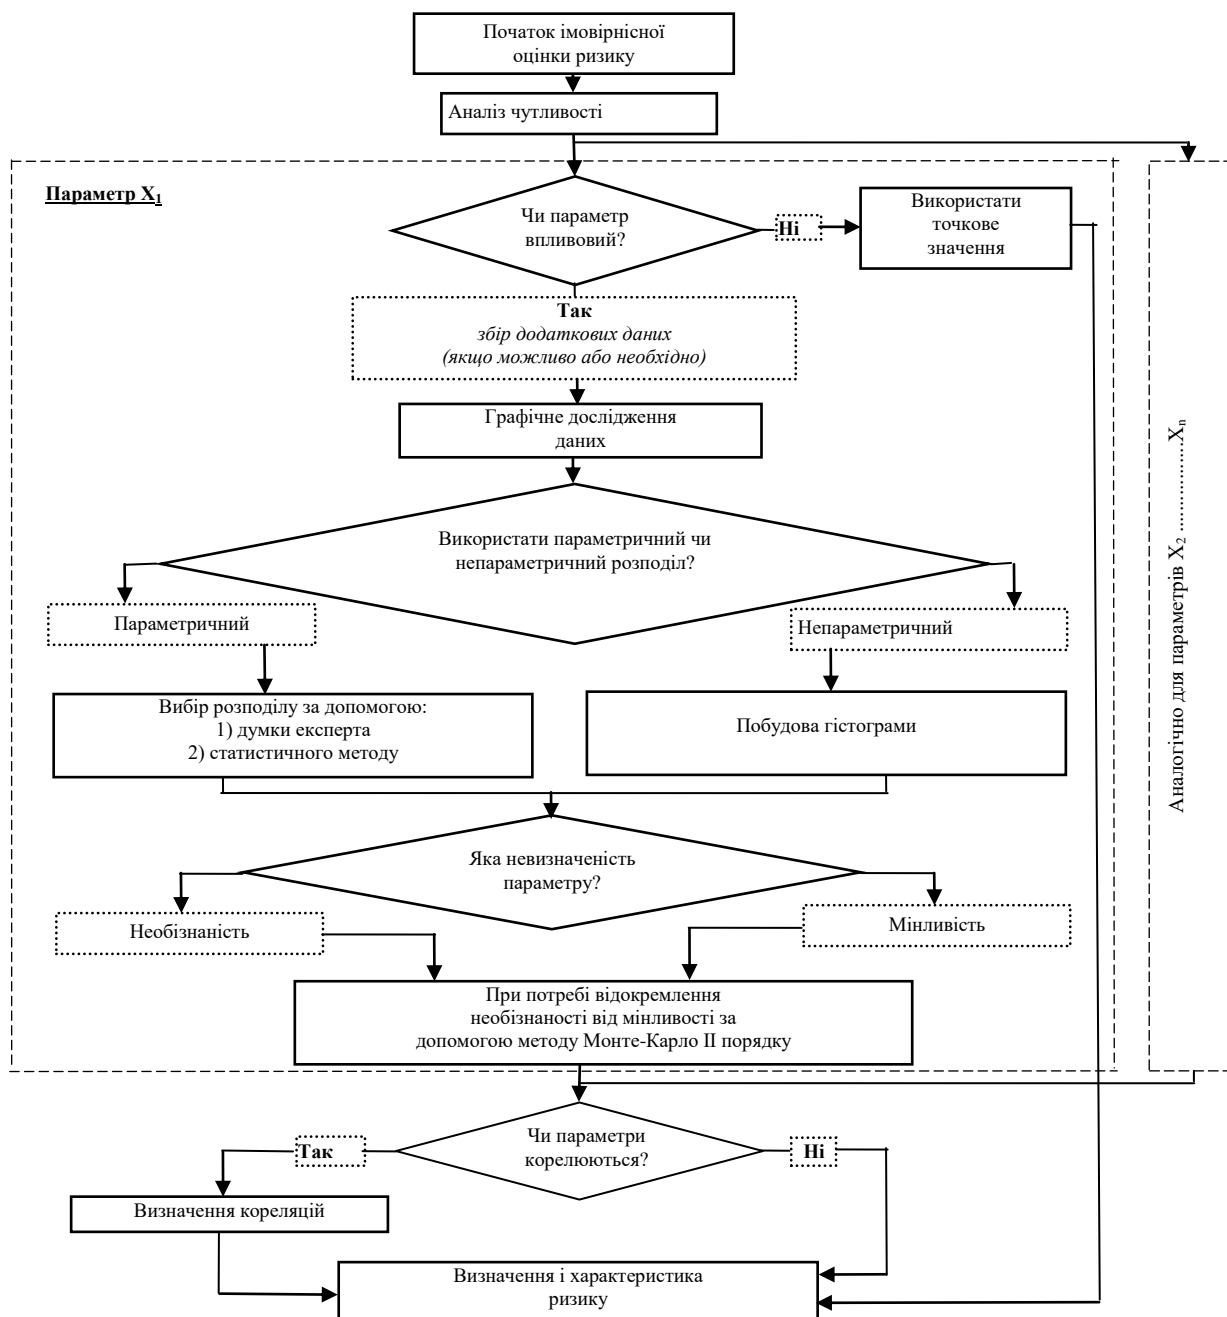 Початок імовірнісної
оцінки ризику
Аналіз чутливості
Параметр X₁
Чи параметр
впливовий?
Ні
Використати
точкове
значення
Так
збір додаткових даних
(якщо можливо або необхідно)
Графічне дослідження
даних
Використати параметричний чи
непараметричний розподіл?
Параметричний
Непараметричний
Вибір розподілу за допомогою:
1) думки експерта
2) статистичного методу
Побудова гістограми
Яка невизначеність
параметру?
Необізнаність
Мінливість
При потребі відокремлення
необізнаності від мінливості за
допомогою методу Монте-Карло II порядку
Аналогічно для параметрів X₂ ................Xₙ
Чи параметри
корелюються?
Так
Ні
Визначення кореляцій
Визначення і характеристика
ризику